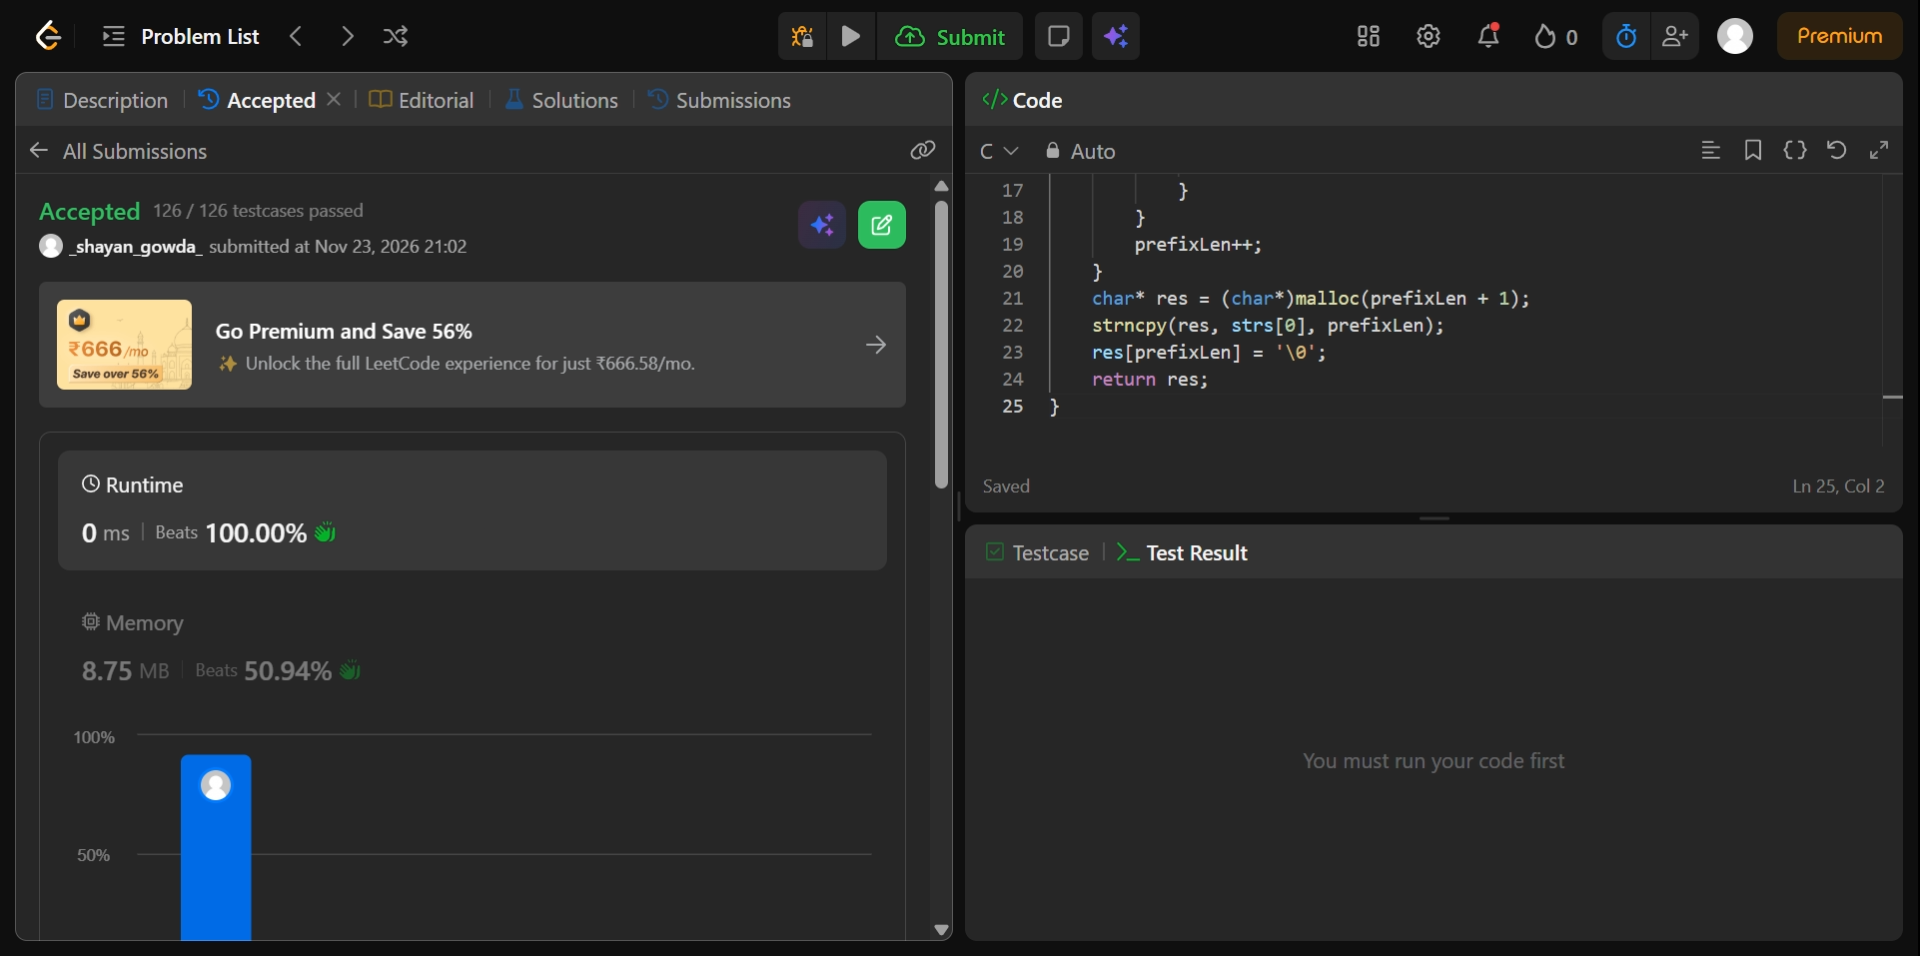 Problem List
Submit
0
Premium
Description
Accepted
Editorial
Solutions
Submissions
All Submissions
Accepted 126 / 126 testcases passed
_shayan_gowda_ submitted at Nov 23, 2026 21:02
₹666/mo
Save over 56%
Go Premium and Save 56%
✨ Unlock the full LeetCode experience for just ₹666.58/mo.
Runtime
0 ms | Beats 100.00%
Memory
8.75 MB | Beats 50.94%
100%
50%
</> Code
C
Auto
17 }
18 }
19 prefixLen++;
20 }
21 char* res = (char*)malloc(prefixLen + 1);
22 strncpy(res, strs[0], prefixLen);
23 res[prefixLen] = '\0';
24 return res;
25 }
Saved
Ln 25, Col 2
Testcase
>_ Test Result
You must run your code first